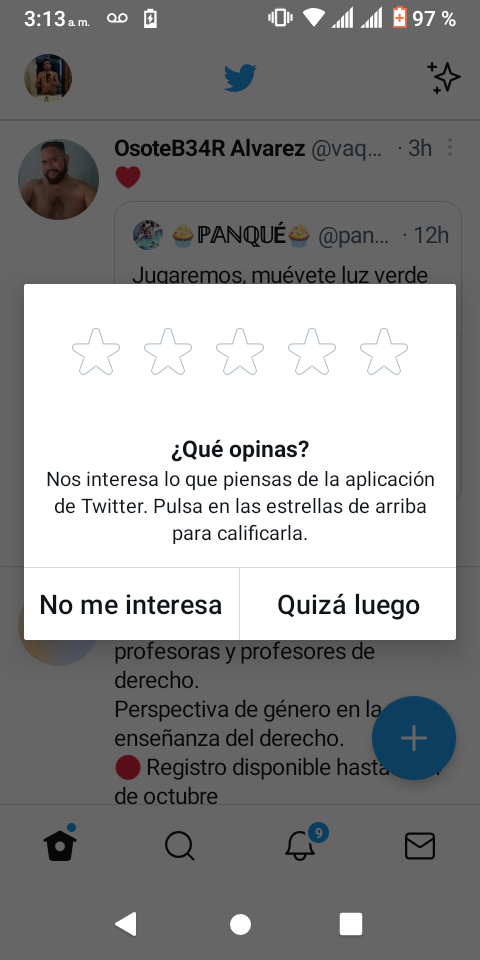 3:13 a. m. 97 %
OsoteB34R Alvarez @vaq... · 3h
🧁ℙANQUÉ🧁 @pan... · 12h
Jugaremos, muévete luz verde
¿Qué opinas?
Nos interesa lo que piensas de la aplicación
de Twitter. Pulsa en las estrellas de arriba
para calificarla.
No me interesa Quizá luego
profesoras y profesores de
derecho.
Perspectiva de género en la
enseñanza del derecho.
🔴 Registro disponible hasta
de octubre
9